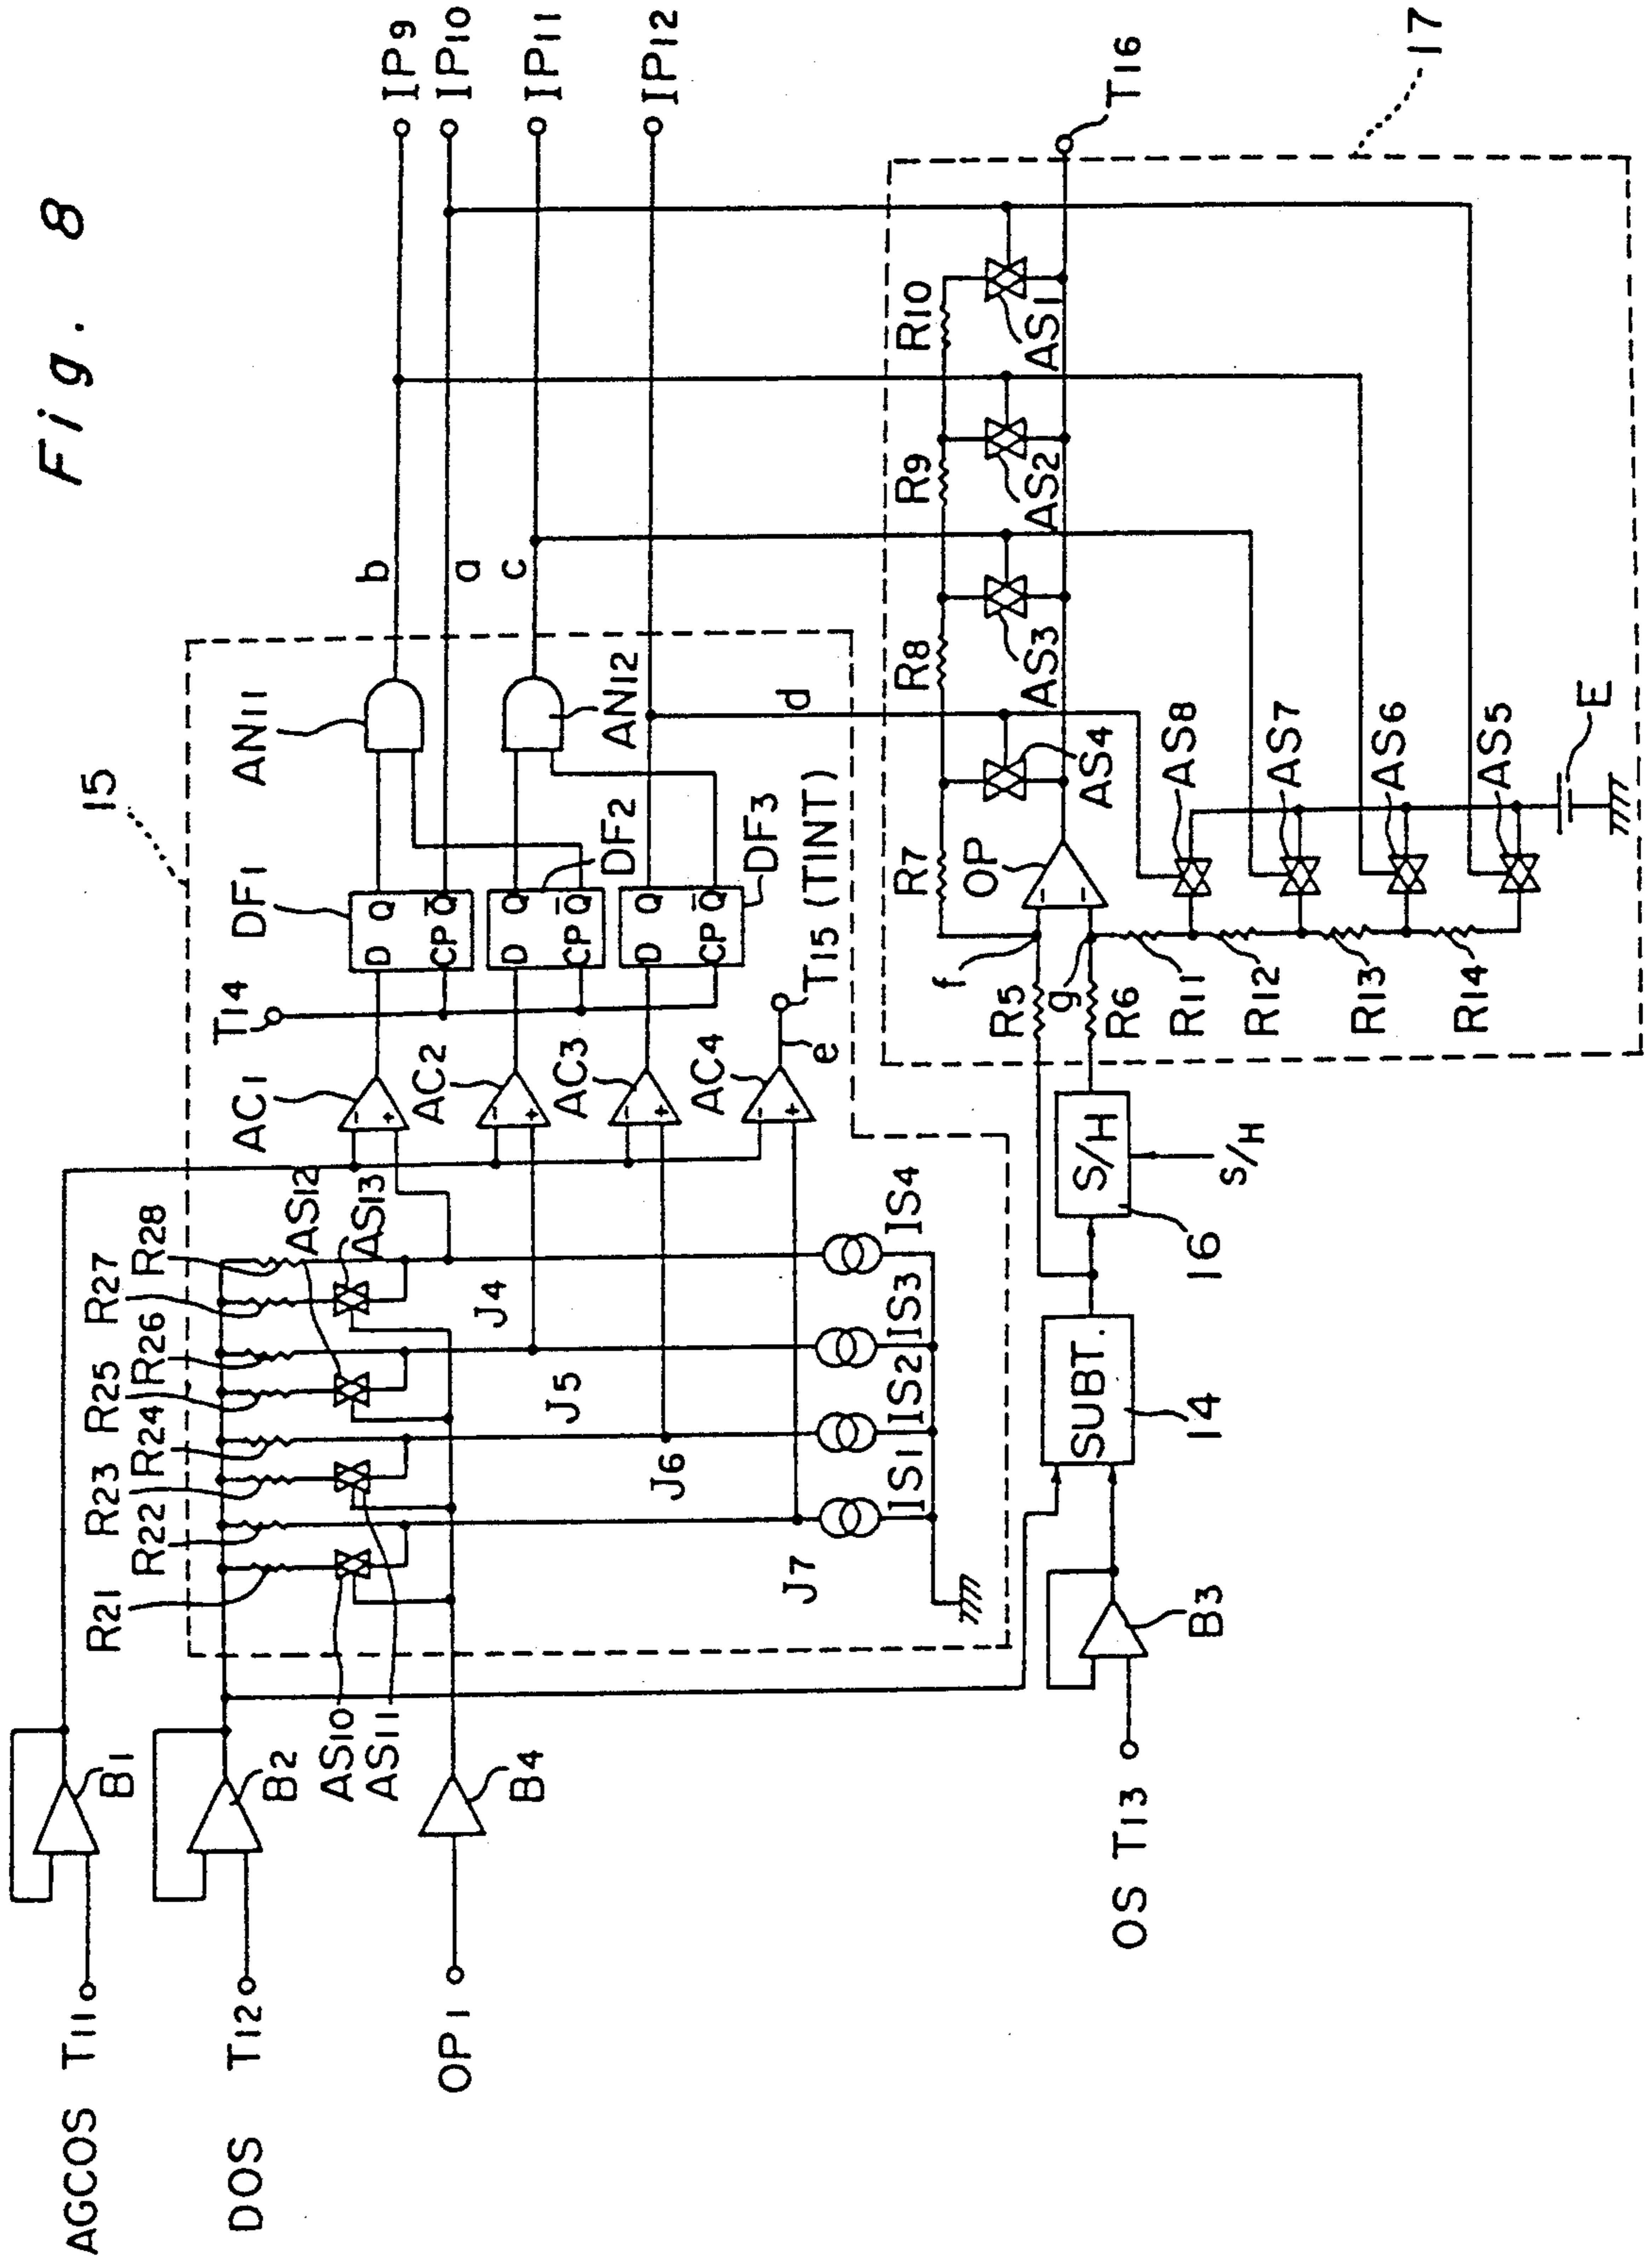 Fig. 8
AGCOS T11
B1
DOS T12
B2
OP1
B4
OS T13
B3
15
R21
R22
R23
R24
R25
R26
R27
R28
AS10
AS11
AS12
AS13
J4
J5
J6
J7
IS1
IS2
IS3
IS4
AC1
- +
AC2
- +
AC3
- +
AC4
- +
e
T14
T15 (TINT)
DF1
D Q
CP Q̅
DF2
D Q
CP Q̅
DF3
D Q
CP Q̅
AN11
AN12
b
a
c
d
IP9
IP10
IP11
IP12
SUBT.
14
S/H
16
S/H
17
R5
R6
f
g
OP
- -
R7
R8
R9
R10
AS4
AS3
AS2
AS1
T16
R11
R12
R13
R14
AS8
AS7
AS6
AS5
E